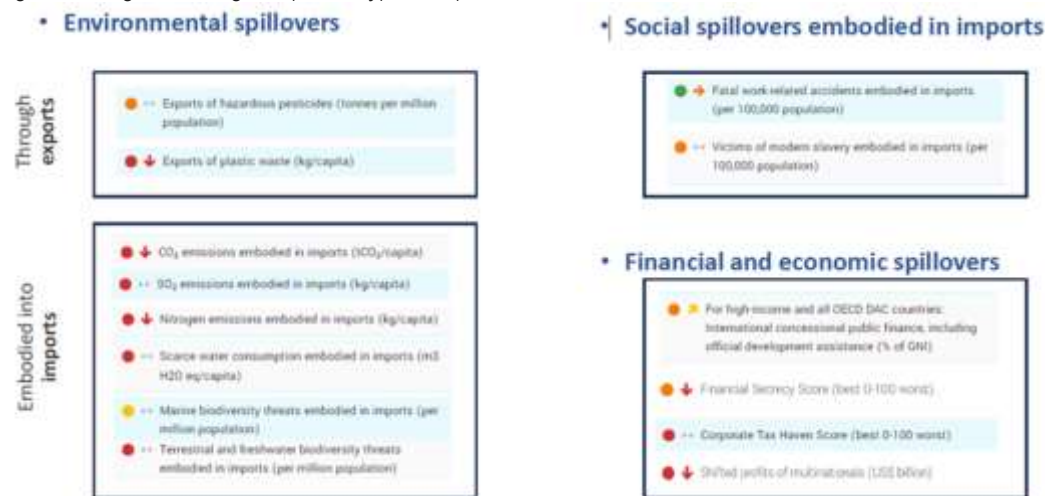 • Environmental spillovers
Through
exports
Exports of hazardous pesticides (tonnes per million
population)
Exports of plastic waste (kg/capita)
Embodied into
imports
CO₂ emissions embodied in imports (tCO₂/capita)
SO₂ emissions embodied in imports (kg/capita)
Nitrogen emissions embodied in imports (kg/capita)
Scarce water consumption embodied in imports (m3
H2O eq/capita)
Marine biodiversity threats embodied in imports (per
million population)
Terrestrial and freshwater biodiversity threats
embodied in imports (per million population)
• Social spillovers embodied in imports
Fatal work-related accidents embodied in imports
(per 100,000 population)
Victims of modern slavery embodied in imports (per
100,000 population)
• Financial and economic spillovers
For high-income and all OECD DAC countries:
International concessional public finance, including
official development assistance (% of GNI)
Financial Secrecy Score (best 0-100 worst)
Corporate Tax Haven Score (best 0-100 worst)
Shifted profits of multinationals (US$ billion)